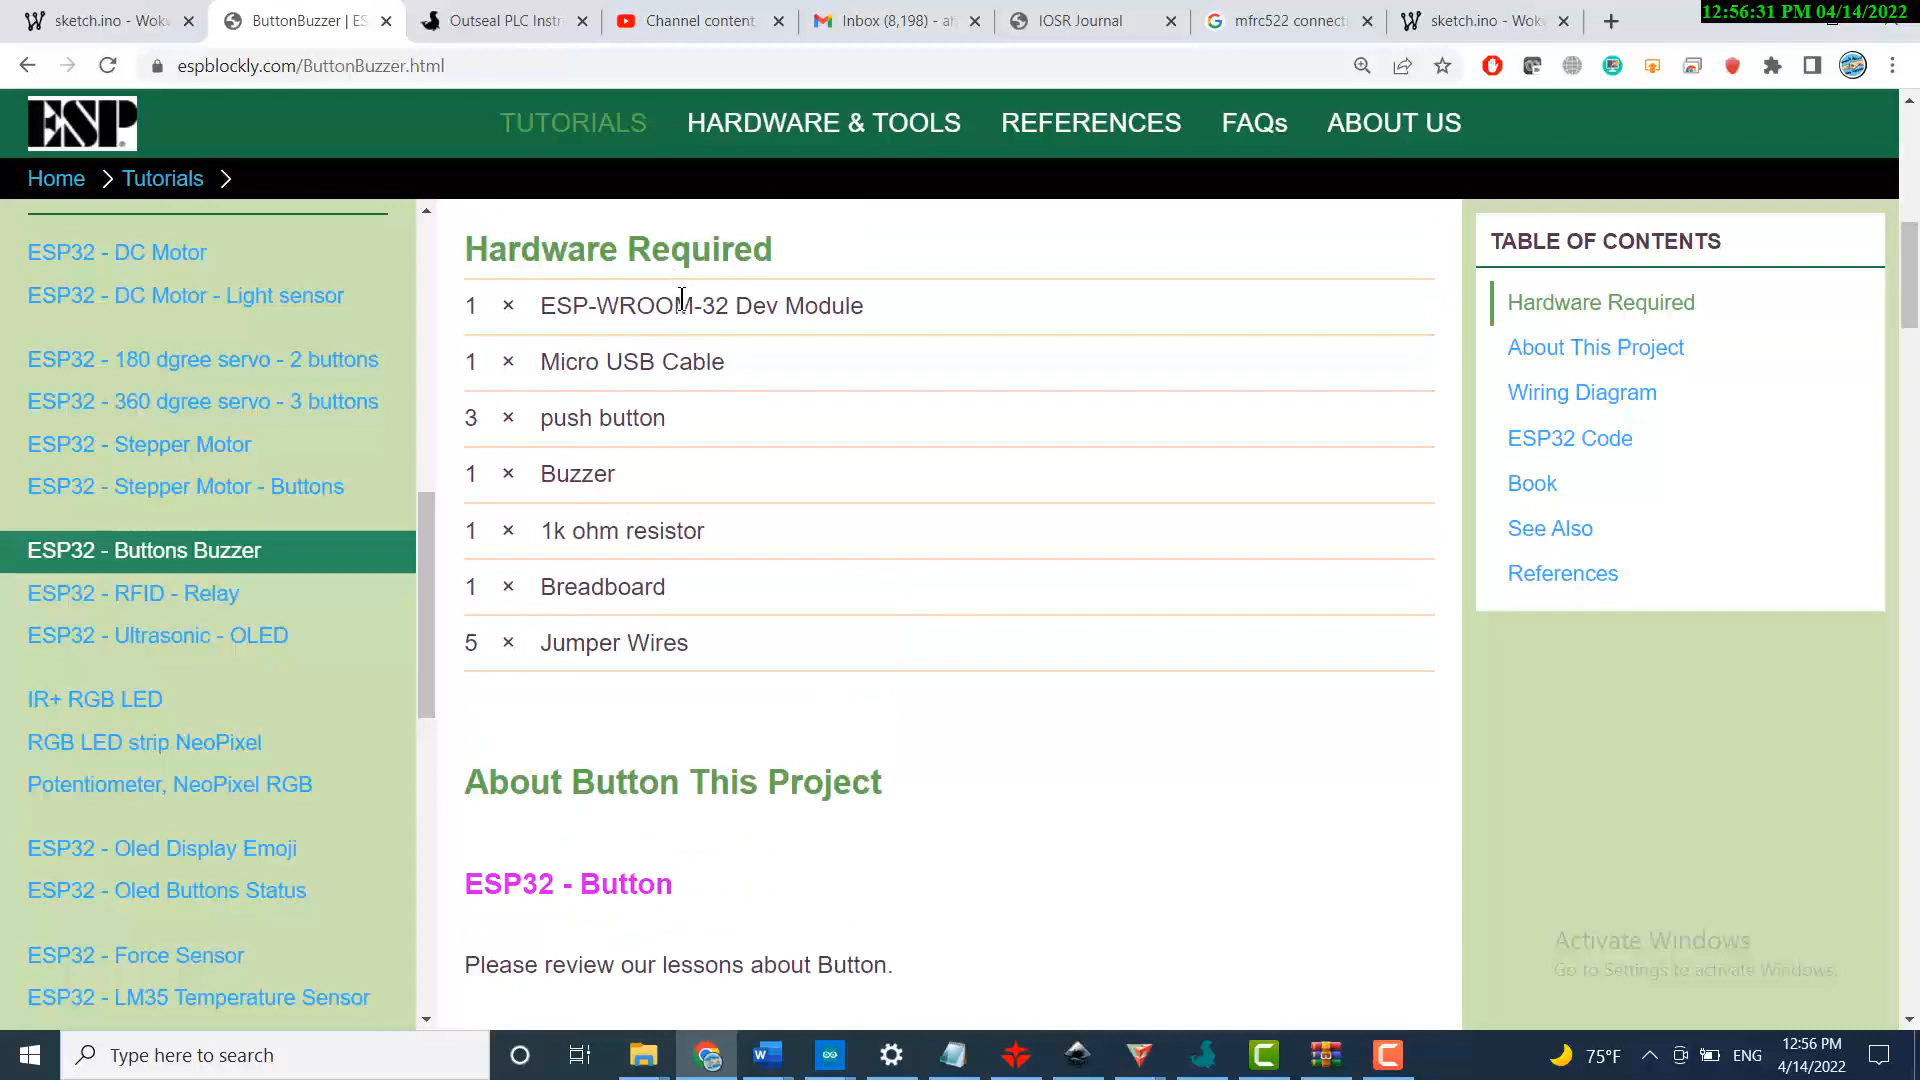 sketch.ino - Wokw
ButtonBuzzer | ES
Outseal PLC Instr
Channel content
Inbox (8,198) - a
IOSR Journal
mfrc522 connect
sketch.ino - Wokw
12:56:31 PM 04/14/2022
espblockly.com/ButtonBuzzer.html
ESP
TUTORIALS
HARDWARE & TOOLS
REFERENCES
FAQs
ABOUT US
Home
Tutorials
ESP32 - DC Motor
ESP32 - DC Motor - Light sensor
ESP32 - 180 dgree servo - 2 buttons
ESP32 - 360 dgree servo - 3 buttons
ESP32 - Stepper Motor
ESP32 - Stepper Motor - Buttons
ESP32 - Buttons Buzzer
ESP32 - RFID - Relay
ESP32 - Ultrasonic - OLED
IR+ RGB LED
RGB LED strip NeoPixel
Potentiometer, NeoPixel RGB
ESP32 - Oled Display Emoji
ESP32 - Oled Buttons Status
ESP32 - Force Sensor
ESP32 - LM35 Temperature Sensor
Hardware Required
1 × ESP-WROOM-32 Dev Module
1 × Micro USB Cable
3 × push button
1 × Buzzer
1 × 1k ohm resistor
1 × Breadboard
5 × Jumper Wires
About Button This Project
ESP32 - Button
Please review our lessons about Button.
TABLE OF CONTENTS
Hardware Required
About This Project
Wiring Diagram
ESP32 Code
Book
See Also
References
Activate Windows
Go to Settings to activate Windows.
Type here to search
75°F
ENG
12:56 PM
4/14/2022